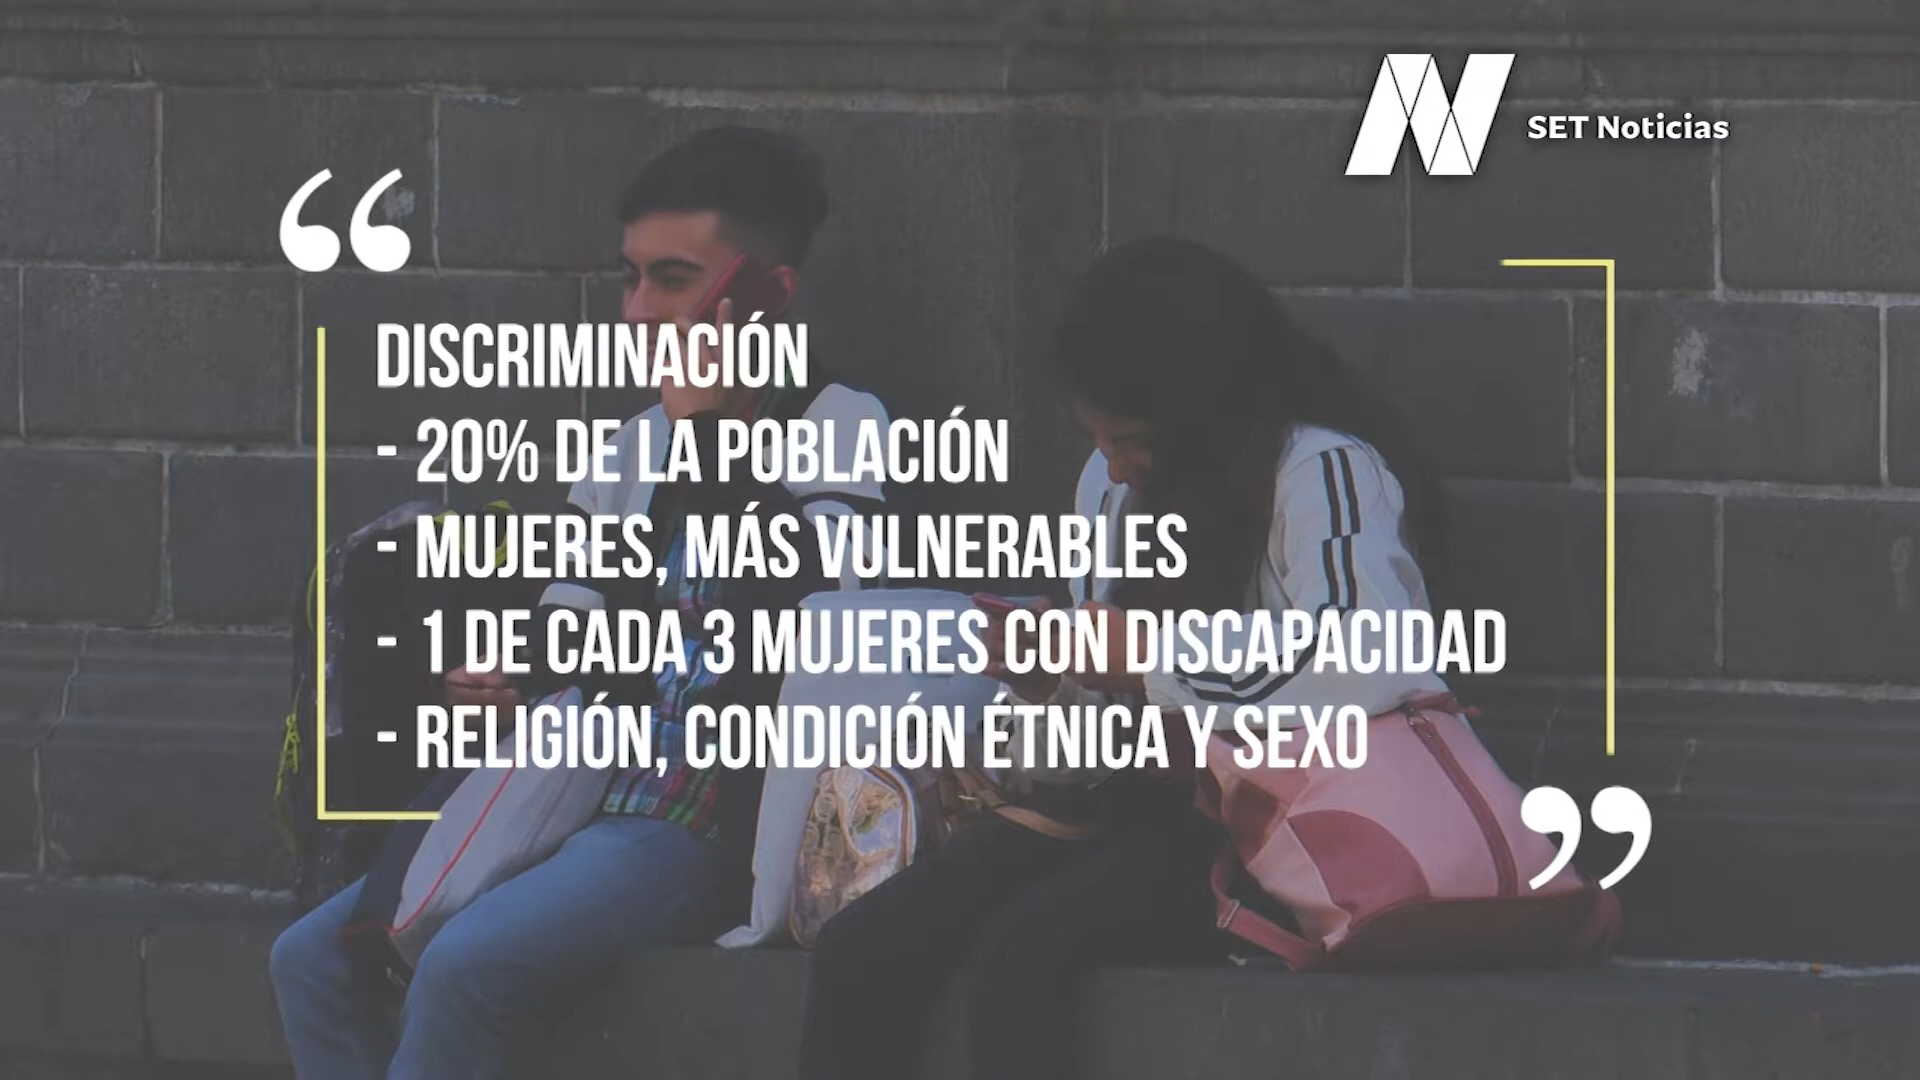 SET Noticias
“
DISCRIMINACIÓN
- 20% DE LA POBLACIÓN
- MUJERES, MÁS VULNERABLES
- 1 DE CADA 3 MUJERES CON DISCAPACIDAD
- RELIGIÓN, CONDICIÓN ÉTNICA Y SEXO
”